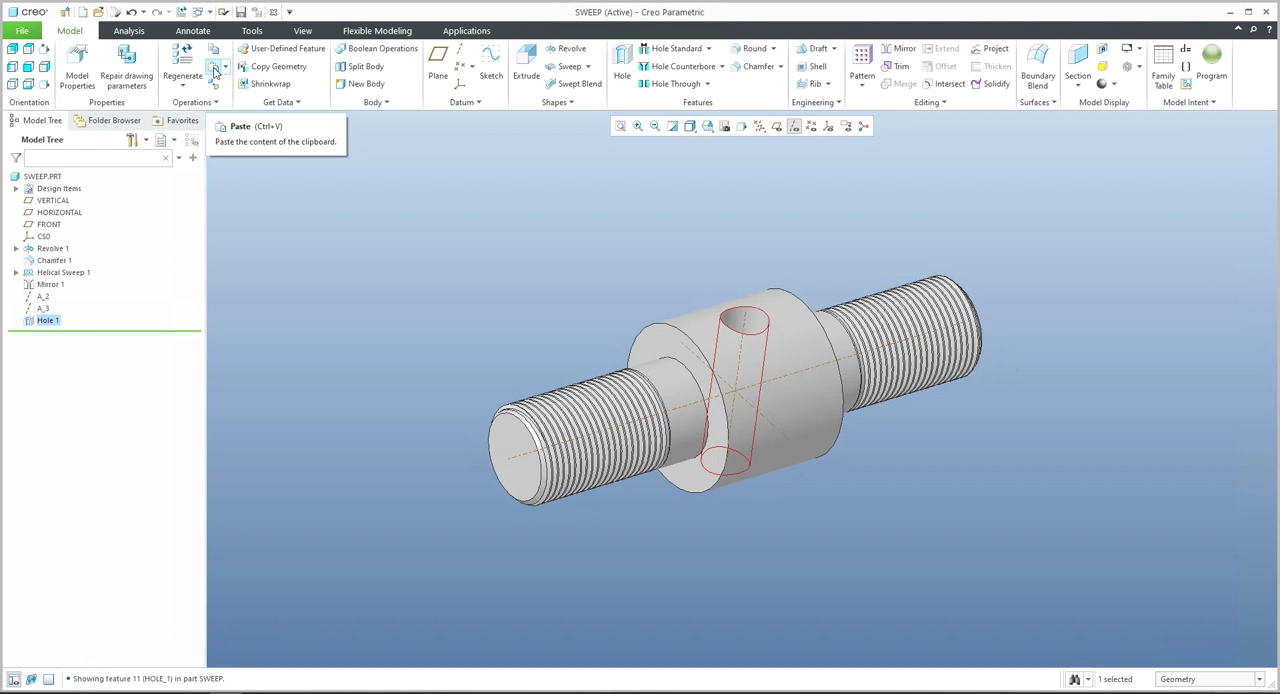 creo
SWEEP (Active) - Creo Parametric
File
Model
Analysis
Annotate
Tools
View
Flexible Modeling
Applications
Model Properties
Repair drawing parameters
Regenerate
User-Defined Feature
Copy Geometry
Shrinkwrap
Boolean Operations
Split Body
New Body
Plane
Sketch
Extrude
Revolve
Sweep
Swept Blend
Hole
Hole Standard
Hole Counterbore
Hole Through
Round
Chamfer
Draft
Shell
Rib
Pattern
Mirror
Trim
Copy
Extend
Offset
Merge
Project
Thicken
Intersect
Solidify
Boundary Blend
Section
Family Table
Program
Orientation
Properties
Operations
Get Data
Body
Datum
Shapes
Features
Engineering
Editing
Surfaces
Model Display
Model Intent
Model Tree
Folder Browser
Favorites
Paste (Ctrl+V)
Paste the content of the clipboard.
Model Tree
SWEEP.PRT
Design Items
VERTICAL
HORIZONTAL
FRONT
CS0
Revolve 1
Chamfer 1
Helical Sweep 1
Mirror 1
A_2
A_3
Hole 1
• Showing feature 11 (HOLE_1) in part SWEEP.
1 selected
Geometry